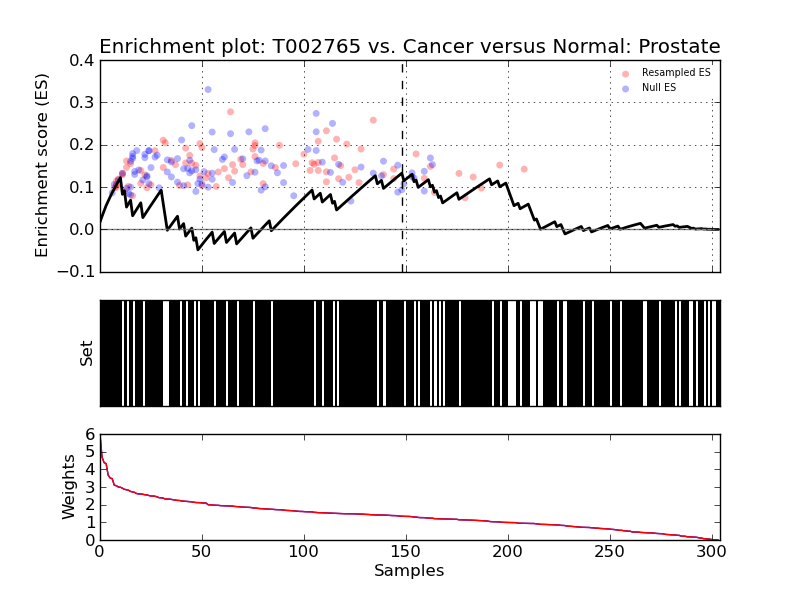 Enrichment plot: T002765 vs. Cancer versus Normal: Prostate
Enrichment score (ES)
0.4
0.3
0.2
0.1
0.0
−0.1
Resampled ES
Null ES
Set
Weights
6
5
4
3
2
1
0
0 50 100 150 200 250 300
Samples